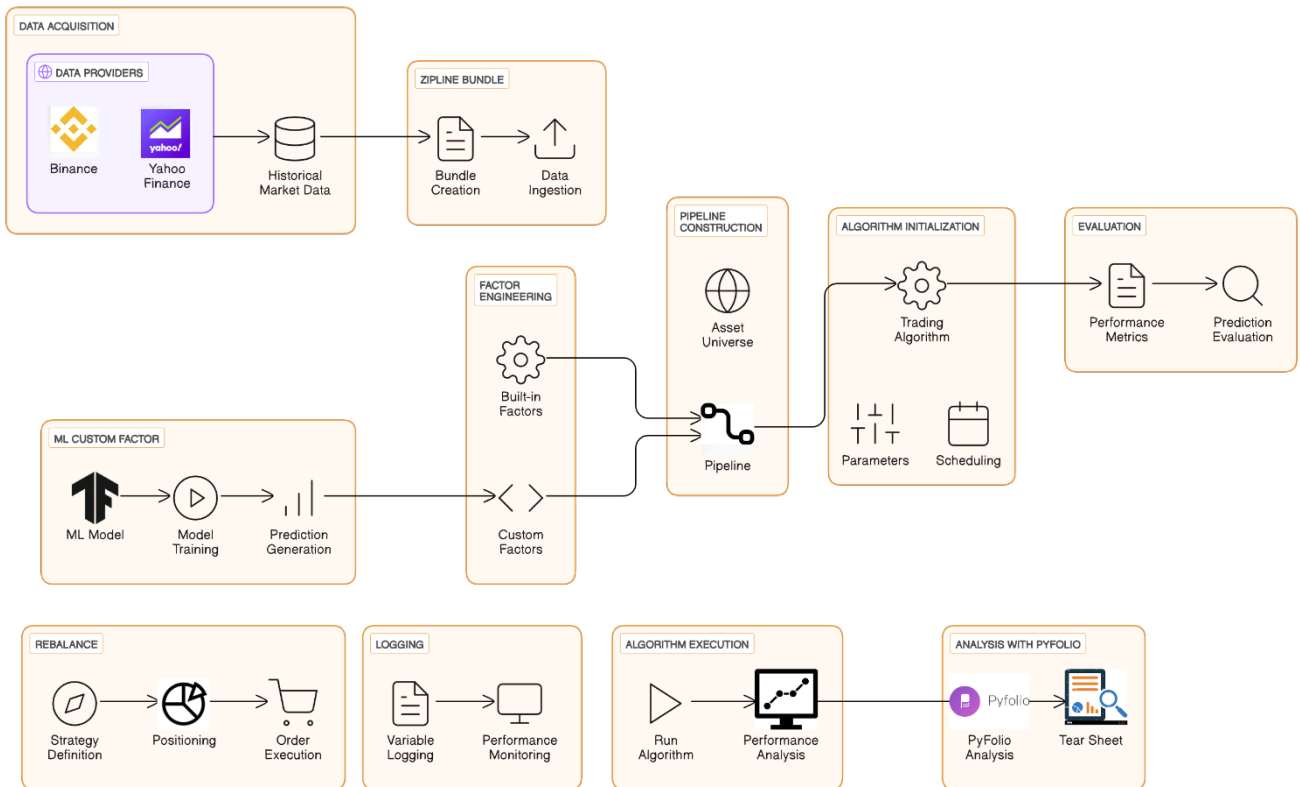 DATA ACQUISITION
DATA PROVIDERS
Binance
yahoo!
Yahoo
Finance
Historical
Market Data
ZIPLINE BUNDLE
Bundle
Creation
Data
Ingestion
PIPELINE
CONSTRUCTION
Asset
Universe
Pipeline
ALGORITHM INITIALIZATION
Trading
Algorithm
Parameters
Scheduling
EVALUATION
Performance
Metrics
Prediction
Evaluation
FACTOR
ENGINEERING
Built-in
Factors
Custom
Factors
ML CUSTOM FACTOR
ML Model
Model
Training
Prediction
Generation
REBALANCE
Strategy
Definition
Positioning
Order
Execution
LOGGING
Variable
Logging
Performance
Monitoring
ALGORITHM EXECUTION
Run
Algorithm
Performance
Analysis
ANALYSIS WITH PYFOLIO
Pyfolio
PyFolio
Analysis
Tear Sheet